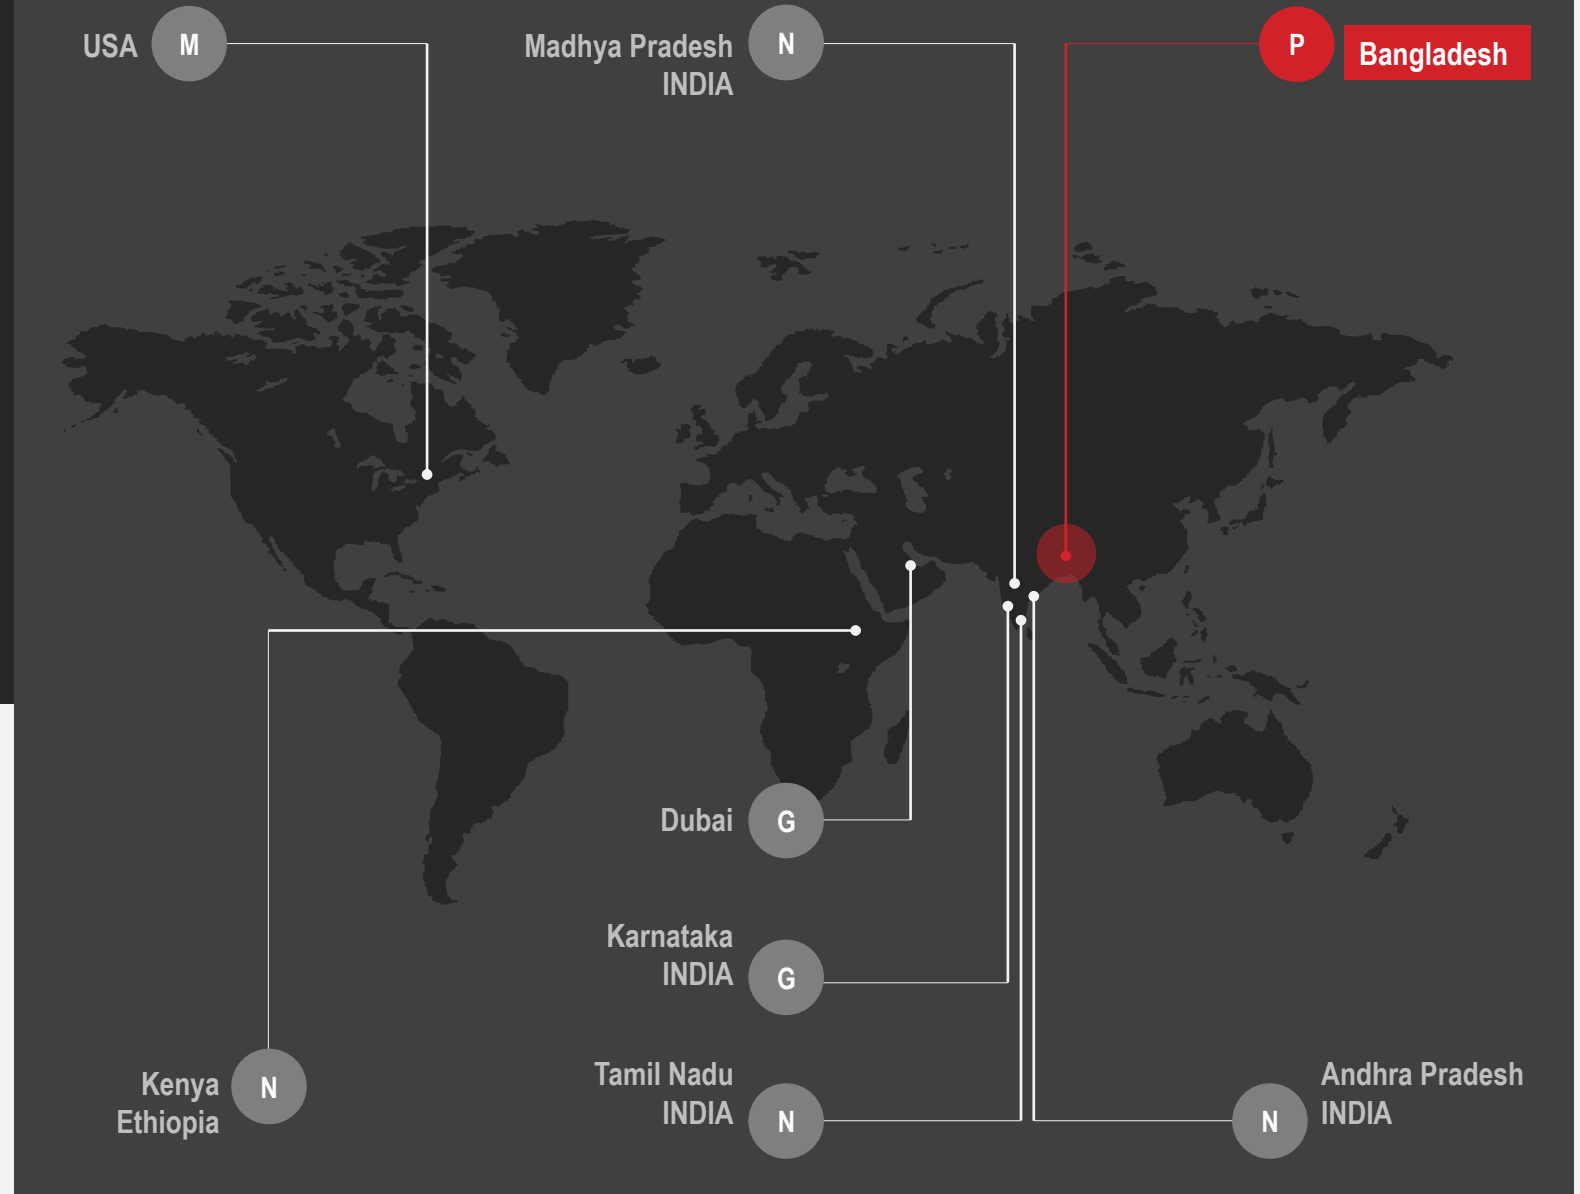 USA
M
Madhya Pradesh
INDIA
N
P
Bangladesh
Dubai
G
Karnataka
INDIA
G
Kenya
Ethiopia
N
Tamil Nadu
INDIA
N
N
Andhra Pradesh
INDIA